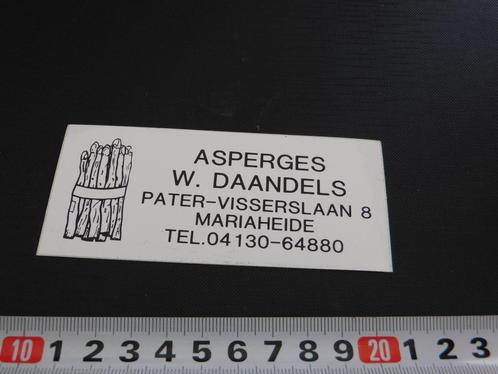 ASPERGES
W. DAANDELS
PATER-VISSERSLAAN 8
MARIAHEIDE
TEL.04130-64880
10 1 2 3 4 5 6 7 8 9 20 1 2 3